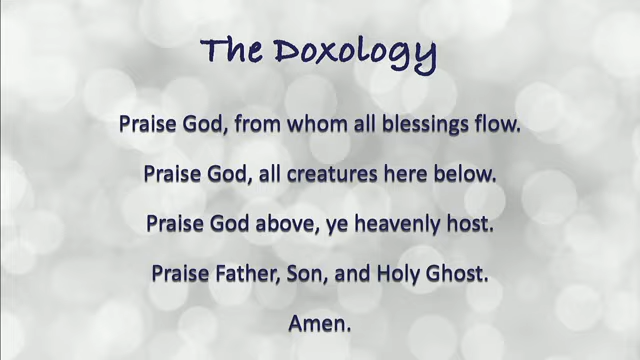 The Doxology
Praise God, from whom all blessings flow.
Praise God, all creatures here below.
Praise God above, ye heavenly host.
Praise Father, Son, and Holy Ghost.
Amen.